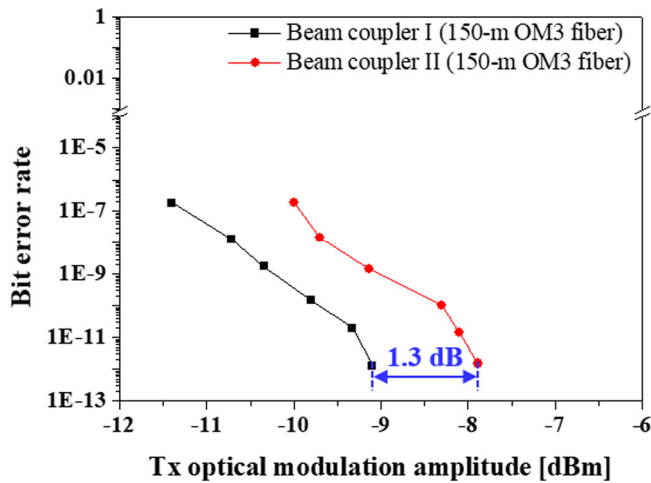 1
0.01
1E-5
1E-7
1E-9
1E-11
1E-13
Bit error rate
Beam coupler I (150-m OM3 fiber)
Beam coupler II (150-m OM3 fiber)
1.3 dB
-12 -11 -10 -9 -8 -7 -6
Tx optical modulation amplitude [dBm]